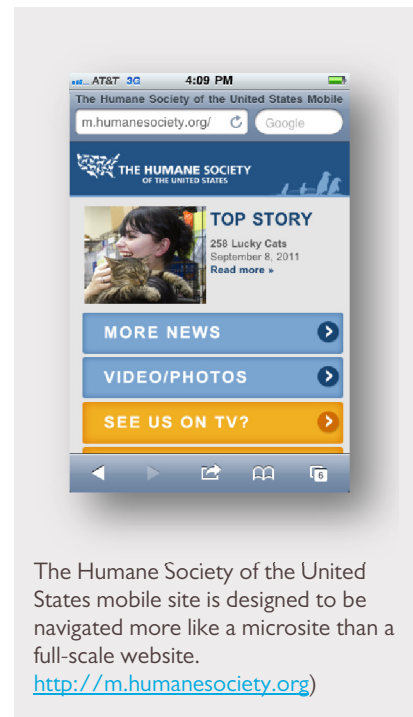 AT&T 3G 4:09 PM
The Humane Society of the United States Mobile
m.humanesociety.org/ Google
THE HUMANE SOCIETY
OF THE UNITED STATES
TOP STORY
258 Lucky Cats
September 8, 2011
Read more »
MORE NEWS
VIDEO/PHOTOS
SEE US ON TV?
6
The Humane Society of the United
States mobile site is designed to be
navigated more like a microsite than a
full-scale website.
http://m.humanesociety.org)